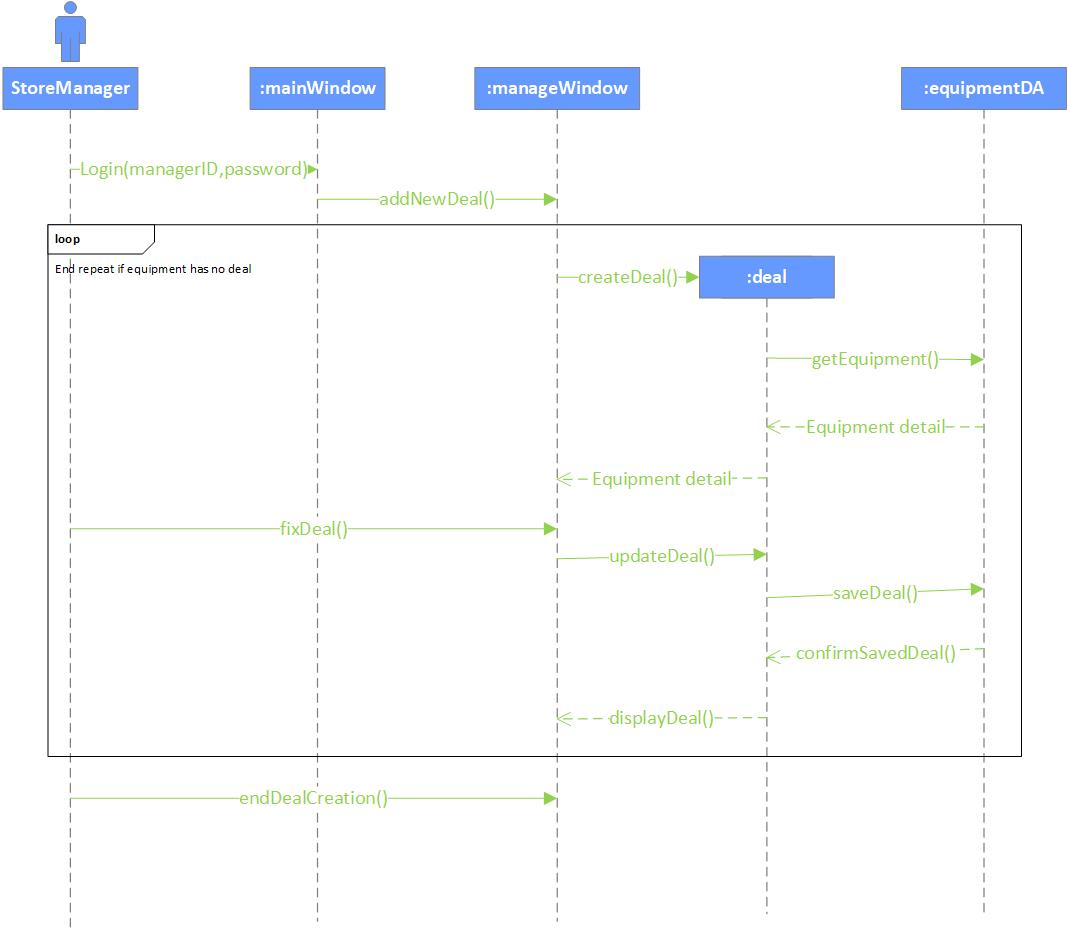 StoreManager
:mainWindow
:manageWindow
:equipmentDA
Login(managerID,password)
addNewDeal()
loop
End repeat if equipment has no deal
createDeal()
:deal
getEquipment()
Equipment detail
Equipment detail
fixDeal()
updateDeal()
saveDeal()
confirmSavedDeal()
displayDeal()
endDealCreation()